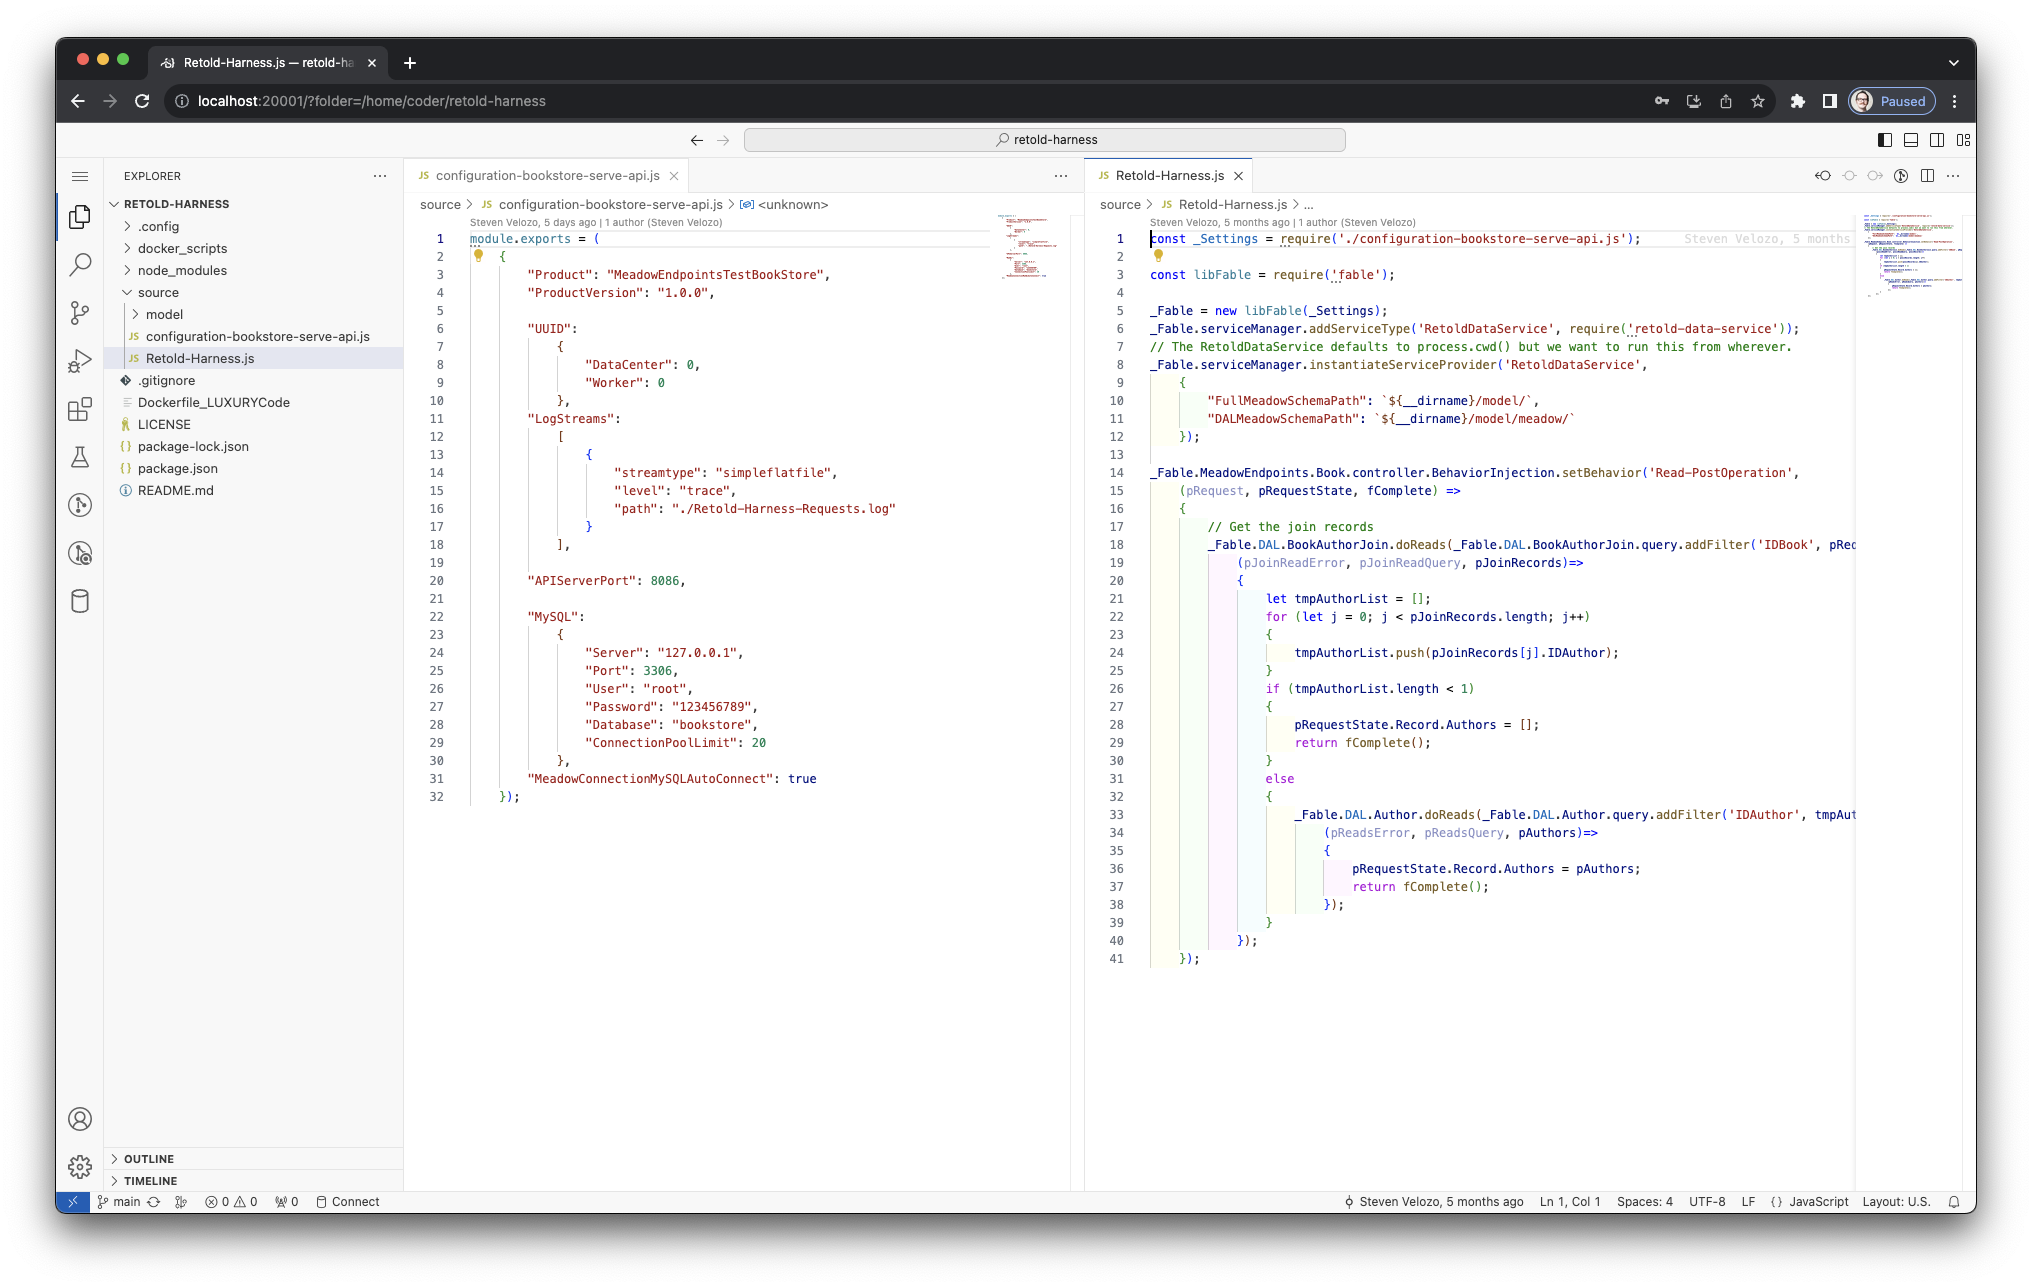 Retold-Harness.js — retold-ha
localhost:20001/?folder=/home/coder/retold-harness
Paused
retold-harness
EXPLORER
RETOLD-HARNESS
.config
docker_scripts
node_modules
source
model
JS configuration-bookstore-serve-api.js
JS Retold-Harness.js
.gitignore
Dockerfile_LUXURYCode
LICENSE
{} package-lock.json
{} package.json
README.md
OUTLINE
TIMELINE
JS configuration-bookstore-serve-api.js
source > JS configuration-bookstore-serve-api.js > <unknown>
Steven Velozo, 5 days ago | 1 author (Steven Velozo)
1 module.exports = (
2 {
3 "Product": "MeadowEndpointsTestBookStore",
4 "ProductVersion": "1.0.0",
5
6 "UUID":
7 {
8 "DataCenter": 0,
9 "Worker": 0
10 },
11 "LogStreams":
12 [
13 {
14 "streamtype": "simpleflatfile",
15 "level": "trace",
16 "path": "./Retold-Harness-Requests.log"
17 }
18 ],
19
20 "APIServerPort": 8086,
21
22 "MySQL":
23 {
24 "Server": "127.0.0.1",
25 "Port": 3306,
26 "User": "root",
27 "Password": "123456789",
28 "Database": "bookstore",
29 "ConnectionPoolLimit": 20
30 },
31 "MeadowConnectionMySQLAutoConnect": true
32 });
JS Retold-Harness.js
source > JS Retold-Harness.js > ...
Steven Velozo, 5 months ago | 1 author (Steven Velozo)
1 const _Settings = require('./configuration-bookstore-serve-api.js'); Steven Velozo, 5 months
2
3 const libFable = require('fable');
4
5 _Fable = new libFable(_Settings);
6 _Fable.serviceManager.addServiceType('RetoldDataService', require('retold-data-service'));
7 // The RetoldDataService defaults to process.cwd() but we want to run this from wherever.
8 _Fable.serviceManager.instantiateServiceProvider('RetoldDataService',
9 {
10 "FullMeadowSchemaPath": `${__dirname}/model/`,
11 "DALMeadowSchemaPath": `${__dirname}/model/meadow/`
12 });
13
14 _Fable.MeadowEndpoints.Book.controller.BehaviorInjection.setBehavior('Read-PostOperation',
15 (pRequest, pRequestState, fComplete) =>
16 {
17 // Get the join records
18 _Fable.DAL.BookAuthorJoin.doReads(_Fable.DAL.BookAuthorJoin.query.addFilter('IDBook', pRec
19 (pJoinReadError, pJoinReadQuery, pJoinRecords)=>
20 {
21 let tmpAuthorList = [];
22 for (let j = 0; j < pJoinRecords.length; j++)
23 {
24 tmpAuthorList.push(pJoinRecords[j].IDAuthor);
25 }
26 if (tmpAuthorList.length < 1)
27 {
28 pRequestState.Record.Authors = [];
29 return fComplete();
30 }
31 else
32 {
33 _Fable.DAL.Author.doReads(_Fable.DAL.Author.query.addFilter('IDAuthor', tmpAut
34 (pReadsError, pReadsQuery, pAuthors)=>
35 {
36 pRequestState.Record.Authors = pAuthors;
37 return fComplete();
38 });
39 }
40 });
41 });
main 0 0 0 Connect
Steven Velozo, 5 months ago Ln 1, Col 1 Spaces: 4 UTF-8 LF {} JavaScript Layout: U.S.